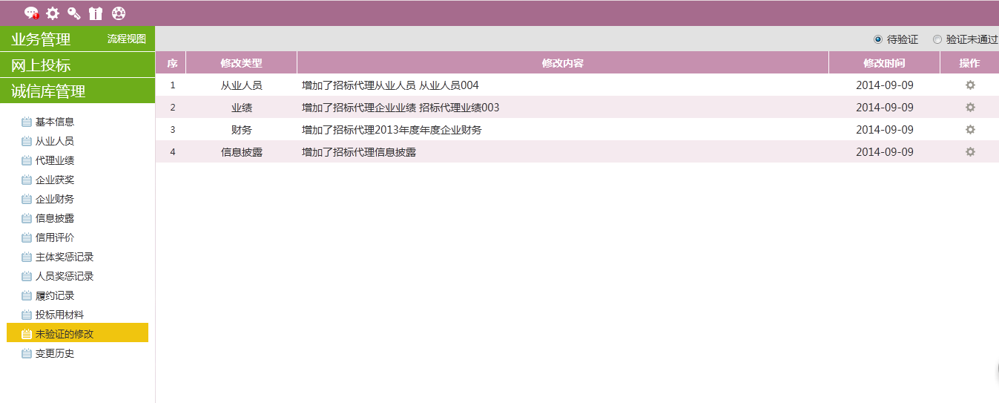 业务管理 流程视图
网上投标
诚信库管理
基本信息
从业人员
代理业绩
企业获奖
企业财务
信息披露
信用评价
主体奖惩记录
人员奖惩记录
履约记录
投标用材料
未验证的修改
变更历史
待验证 验证未通过
序 修改类型 修改内容 修改时间 操作
1 从业人员 增加了招标代理从业人员 从业人员004 2014-09-09
2 业绩 增加了招标代理企业业绩 招标代理业绩003 2014-09-09
3 财务 增加了招标代理2013年度年度企业财务 2014-09-09
4 信息披露 增加了招标代理信息披露 2014-09-09